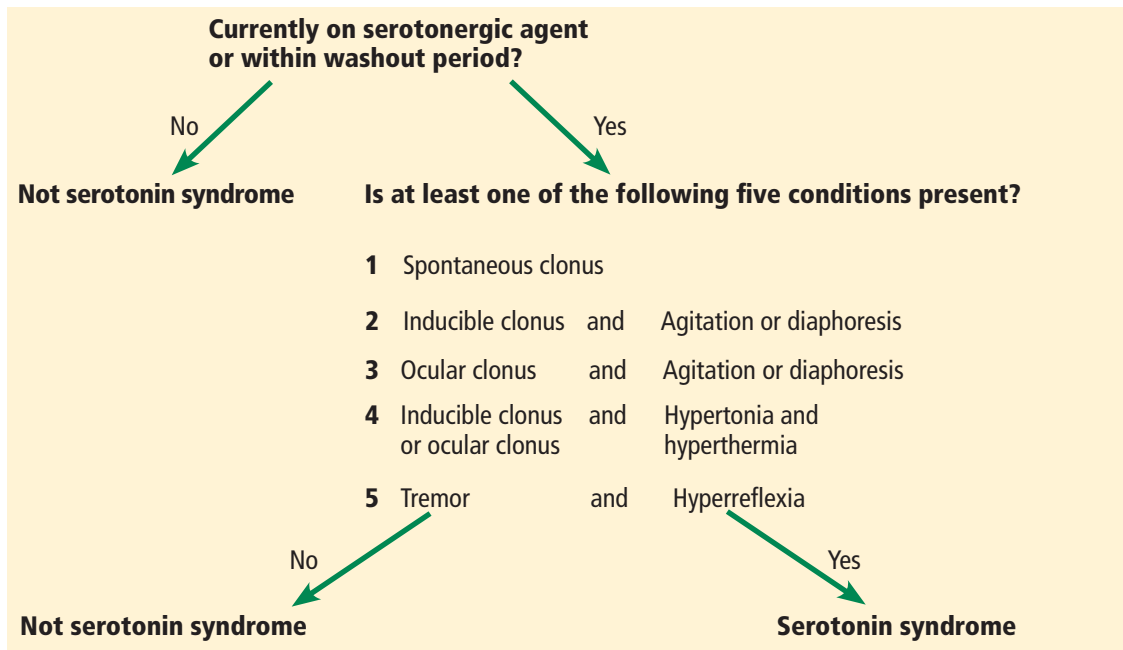 Currently on serotonergic agent
or within washout period?
No
Yes
Not serotonin syndrome
Is at least one of the following five conditions present?
1 Spontaneous clonus
2 Inducible clonus and Agitation or diaphoresis
3 Ocular clonus and Agitation or diaphoresis
4 Inducible clonus and Hypertonia and
or ocular clonus hyperthermia
5 Tremor and Hyperreflexia
No
Yes
Not serotonin syndrome
Serotonin syndrome